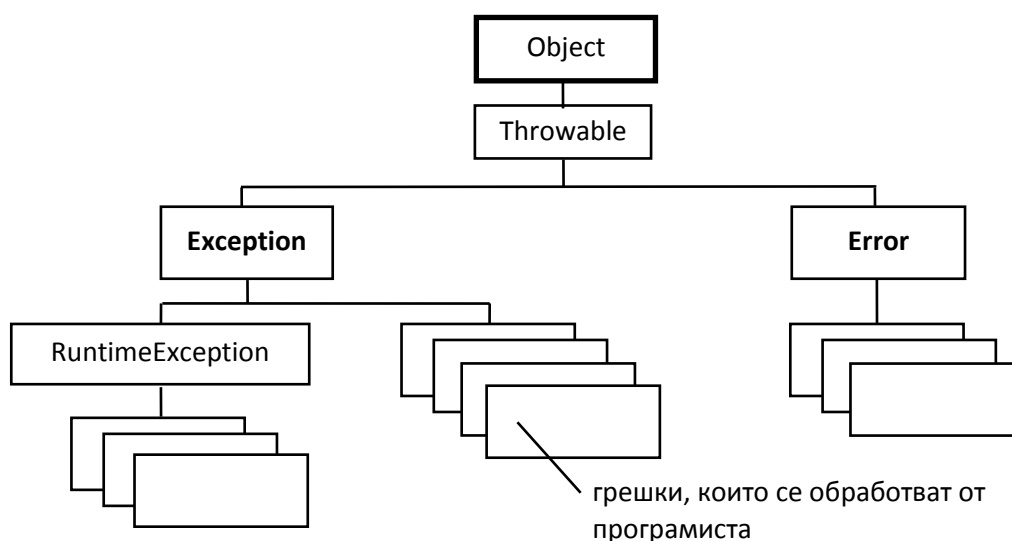 Object
Throwable
Exception
Error
RuntimeException
грешки, които се обработват от
програмиста